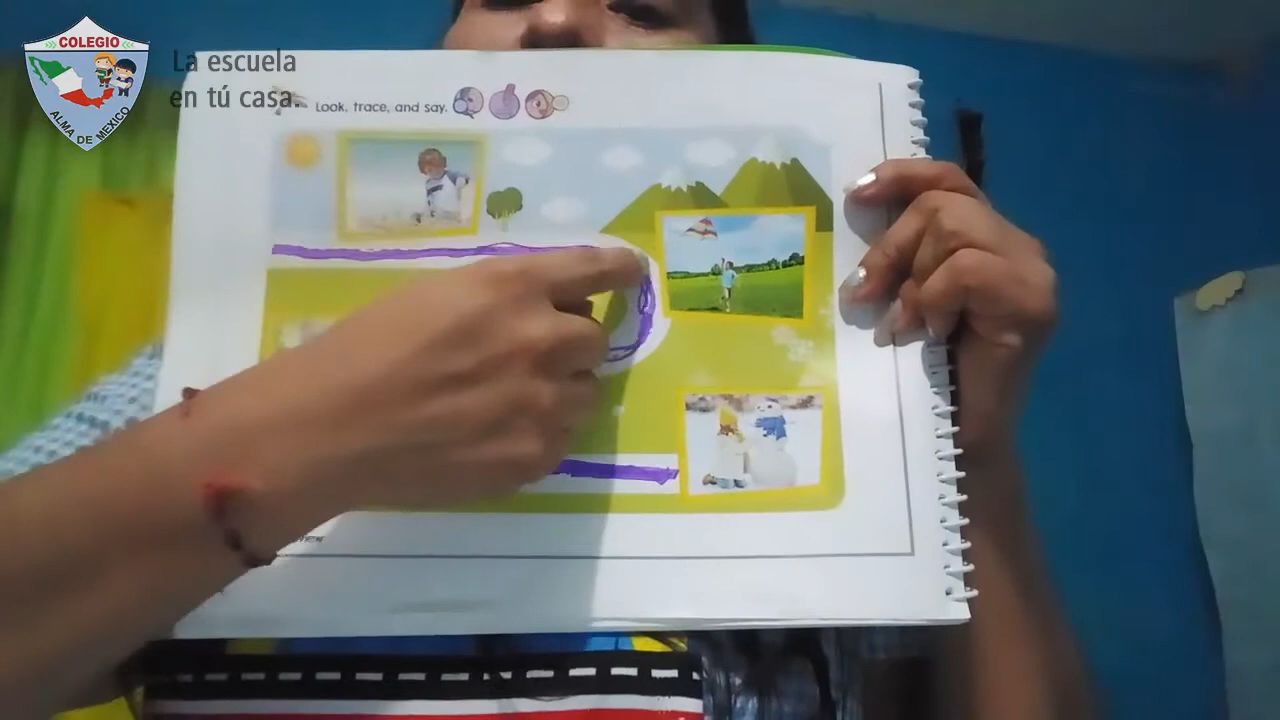 COLEGIO
ALMA DE MEXICO
La escuela
en tú casa.
Look, trace, and say.